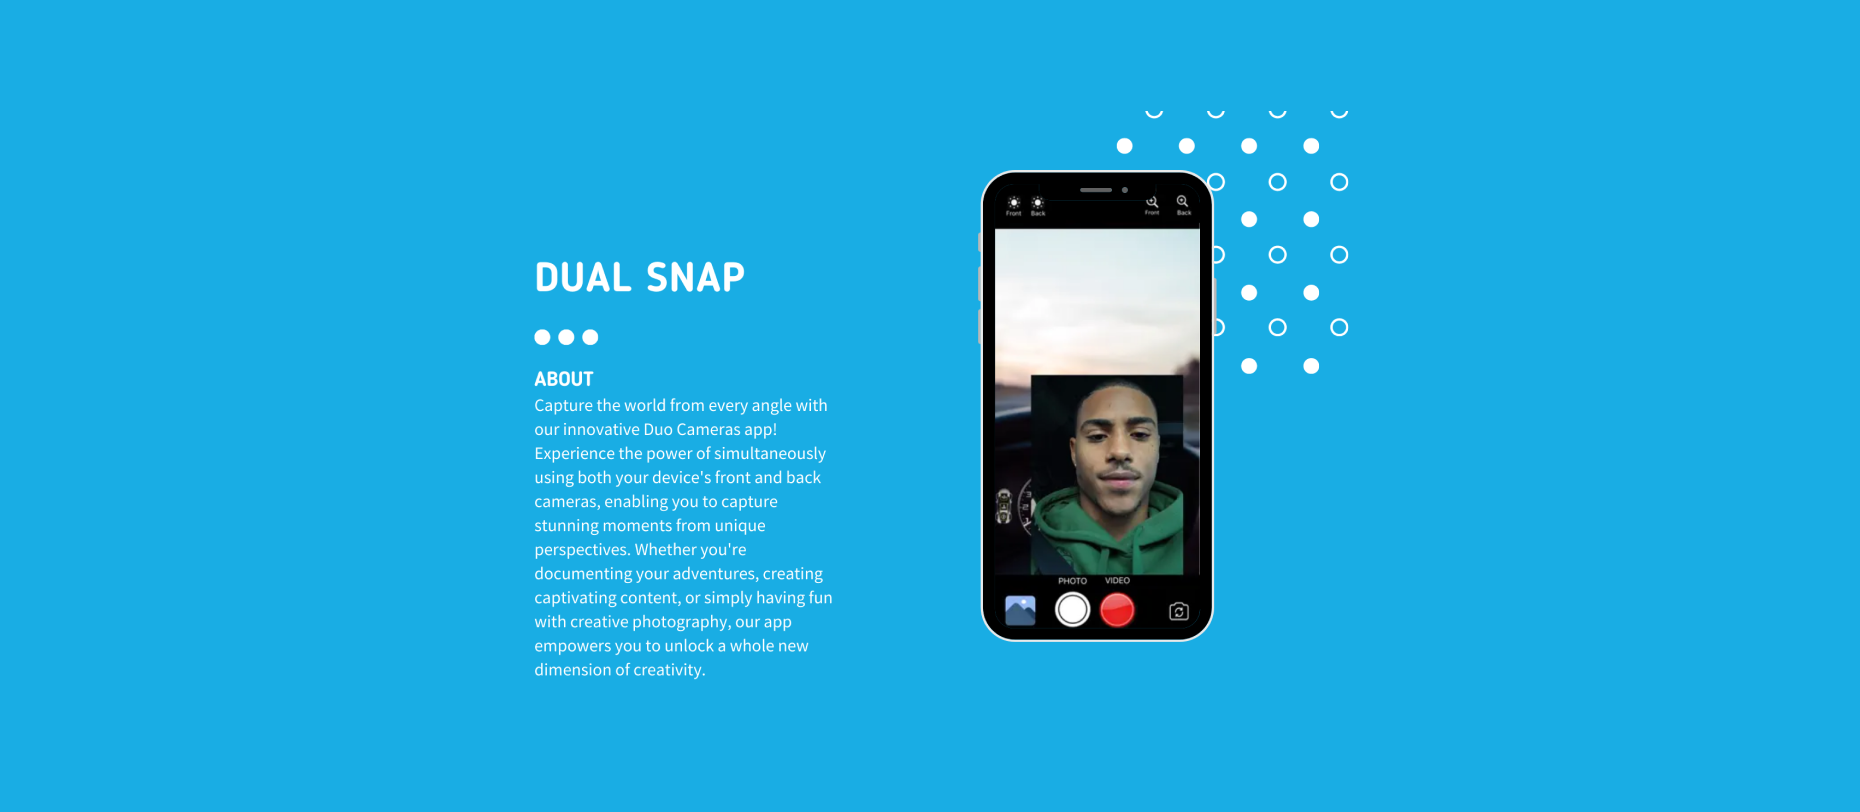 DUAL SNAP
ABOUT
Capture the world from every angle with
our innovative Duo Cameras app!
Experience the power of simultaneously
using both your device's front and back
cameras, enabling you to capture
stunning moments from unique
perspectives. Whether you're
documenting your adventures, creating
captivating content, or simply having fun
with creative photography, our app
empowers you to unlock a whole new
dimension of creativity.
Front Back Front Back
PHOTO VIDEO